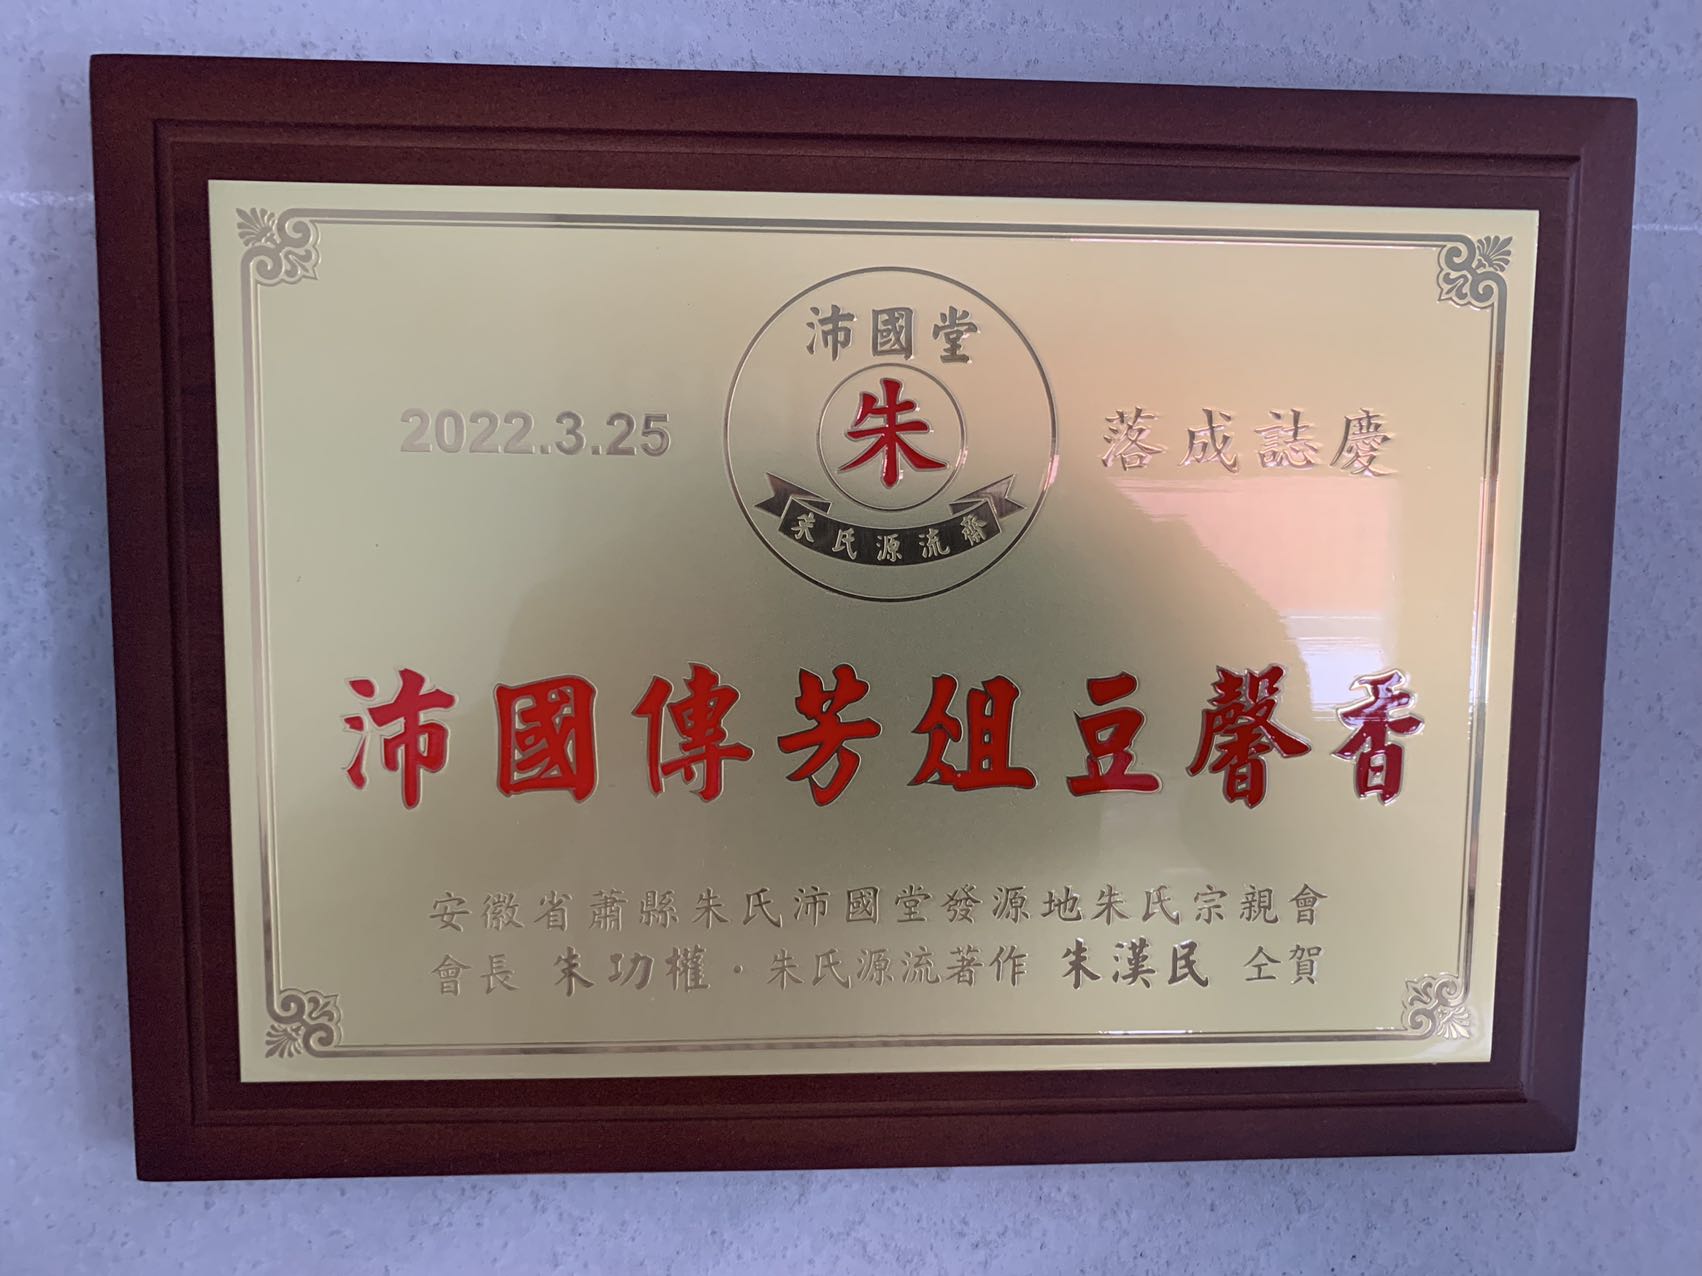 沛國堂
朱
2022.3.25
落成誌慶
朱氏源流齋
沛國傳芳俎豆馨香
安徽省蕭縣朱氏沛國堂發源地朱氏宗親會
會長 朱功權·朱氏源流著作 朱漢民 仝賀